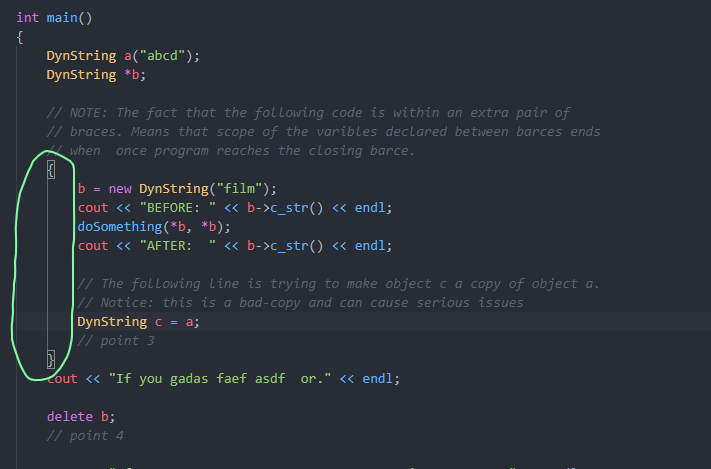 int main()
{
DynString a("abcd");
DynString *b;
// NOTE: The fact that the following code is within an extra pair of
// braces. Means that scope of the varibles declared between barces ends
// when  once program reaches the closing barce.
{
b = new DynString("film");
cout << "BEFORE: " << b->c_str() << endl;
doSomething(*b, *b);
cout << "AFTER:  " << b->c_str() << endl;
// The following line is trying to make object c a copy of object a.
// Notice: this is a bad-copy and can cause serious issues
DynString c = a;
// point 3
}
cout << "If you gadas faef asdf  or." << endl;
delete b;
// point 4